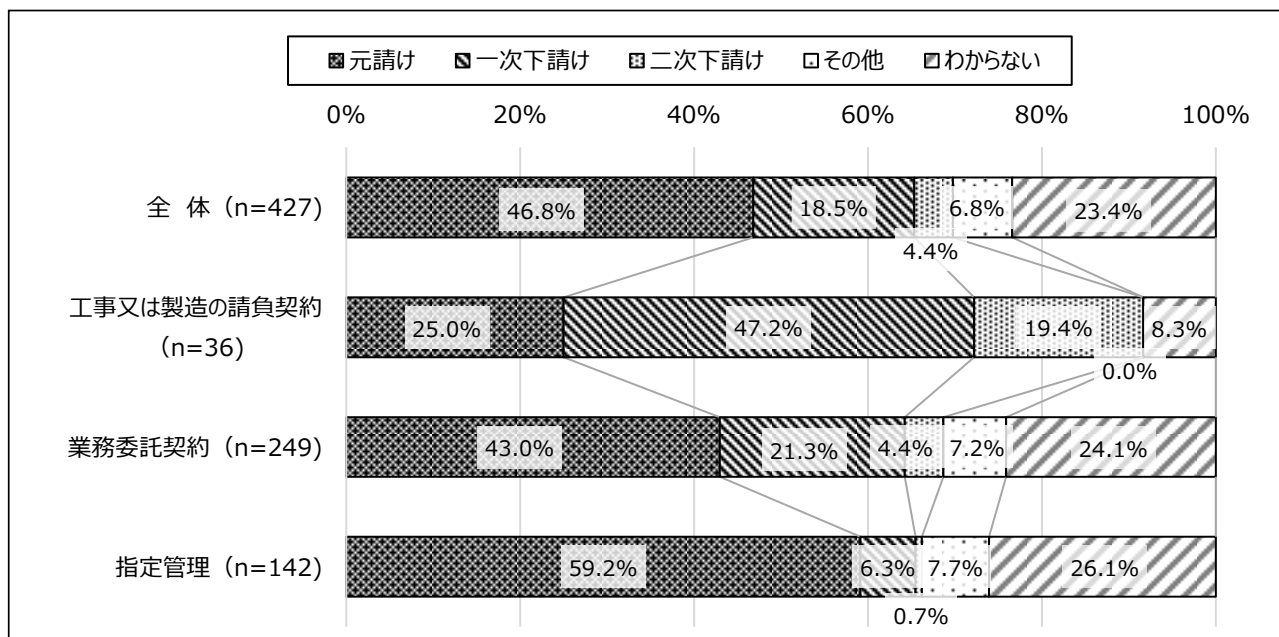 元請け 一次下請け 二次下請け その他 わからない
0% 20% 40% 60% 80% 100%
全 体（n=427)
46.8% 18.5% 4.4% 6.8% 23.4%
工事又は製造の請負契約
（n=36)
25.0% 47.2% 19.4% 0.0% 8.3%
業務委託契約（n=249)
43.0% 21.3% 4.4% 7.2% 24.1%
指定管理（n=142)
59.2% 6.3% 0.7% 7.7% 26.1%